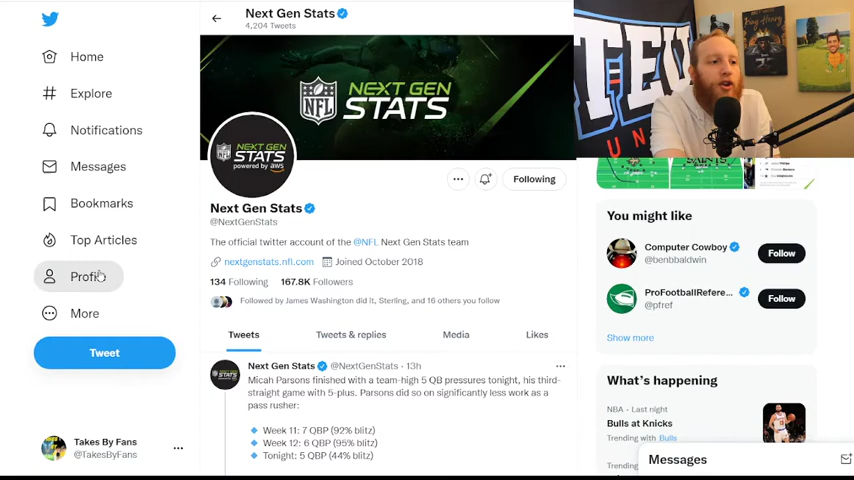 Next Gen Stats
4,204 Tweets
Home
Explore
Notifications
Messages
Bookmarks
Top Articles
Profile
More
Tweet
Takes By Fans
@TakesByFans
NFL
NEXT GEN
STATS
NEXT GEN
STATS
powered by aws
Following
Next Gen Stats
@NextGenStats
The official twitter account of the @NFL Next Gen Stats team
nextgenstats.nfl.com Joined October 2018
134 Following 167.8K Followers
Followed by James Washington did it, Sterling, and 16 others you follow
Tweets Tweets & replies Media Likes
Next Gen Stats @NextGenStats · 13h
Micah Parsons finished with a team-high 5 QB pressures tonight, his third-
straight game with 5-plus. Parsons did so on significantly less work as a
pass rusher:
Week 11: 7 QBP (92% blitz)
Week 12: 6 QBP (95% blitz)
Tonight: 5 QBP (44% blitz)
SAINTS
You might like
Computer Cowboy
@benbbaldwin
Follow
ProFootballRefere...
@pfref
Follow
Show more
What's happening
NBA · Last night
Bulls at Knicks
Trending with Bulls
Trending
Messages